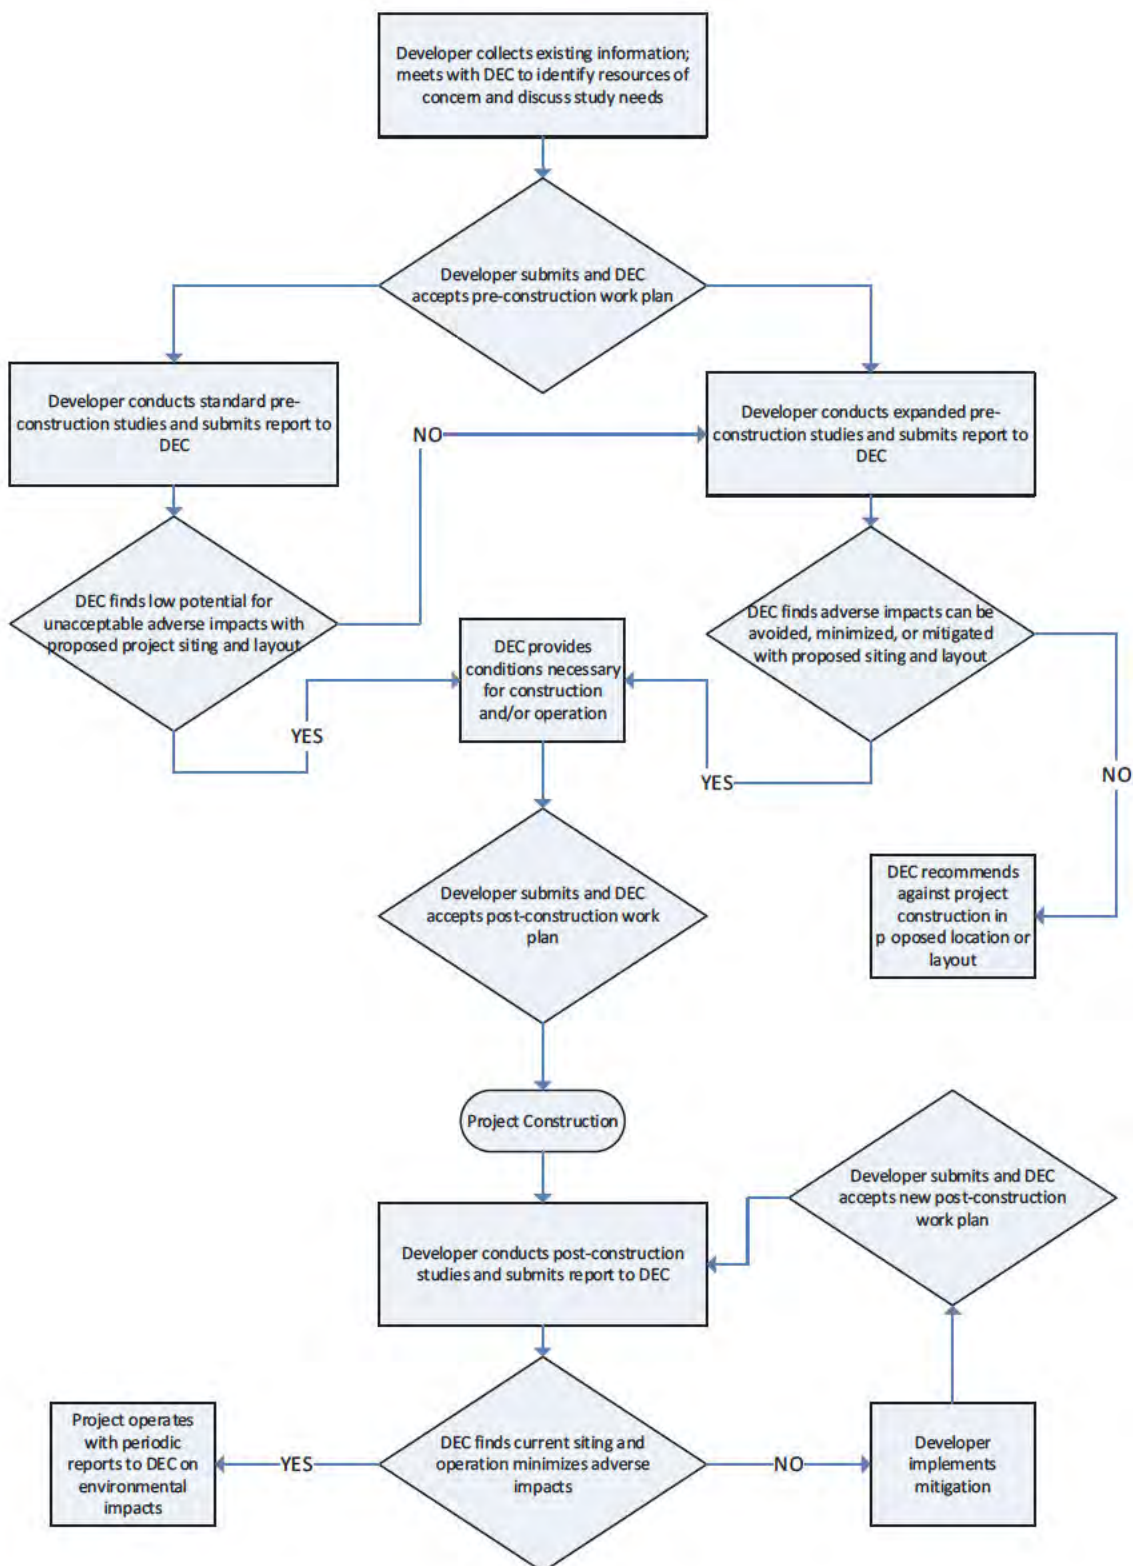 Developer collects existing information;
meets with DEC to identify resources of
concern and discuss study needs
Developer submits and DEC
accepts pre-construction work plan
Developer conducts standard pre-
construction studies and submits report to
DEC
NO
Developer conducts expanded pre-
construction studies and submits report to
DEC
DEC finds low potential for
unacceptable adverse impacts with
proposed project siting and layout
DEC provides
conditions necessary
for construction
and/or operation
DEC finds adverse impacts can be
avoided, minimized, or mitigated
with proposed siting and layout
YES
YES
NO
Developer submits and DEC
accepts post-construction work
plan
DEC recommends
against project
construction in
p oposed location or
layout
Project Construction
Developer submits and DEC
accepts new post-construction
work plan
Developer conducts post-construction
studies and submits report to DEC
Project operates
with periodic
reports to DEC on
environmental
impacts
YES
DEC finds current siting and
operation minimizes adverse
impacts
NO
Developer
implements
mitigation